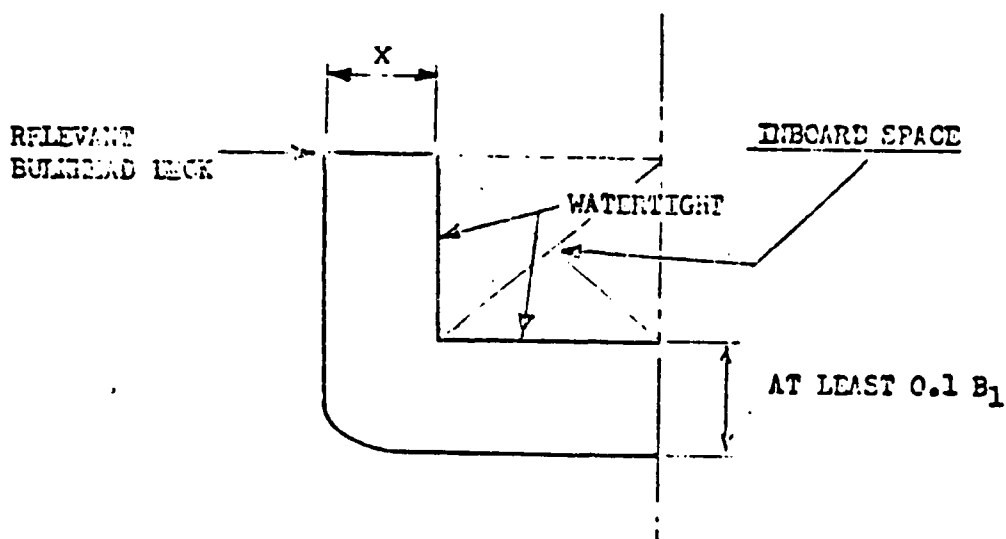 X
RELEVANT
BULKHEAD DECK
INBOARD SPACE
WATERTIGHT
AT LEAST 0.1 B₁